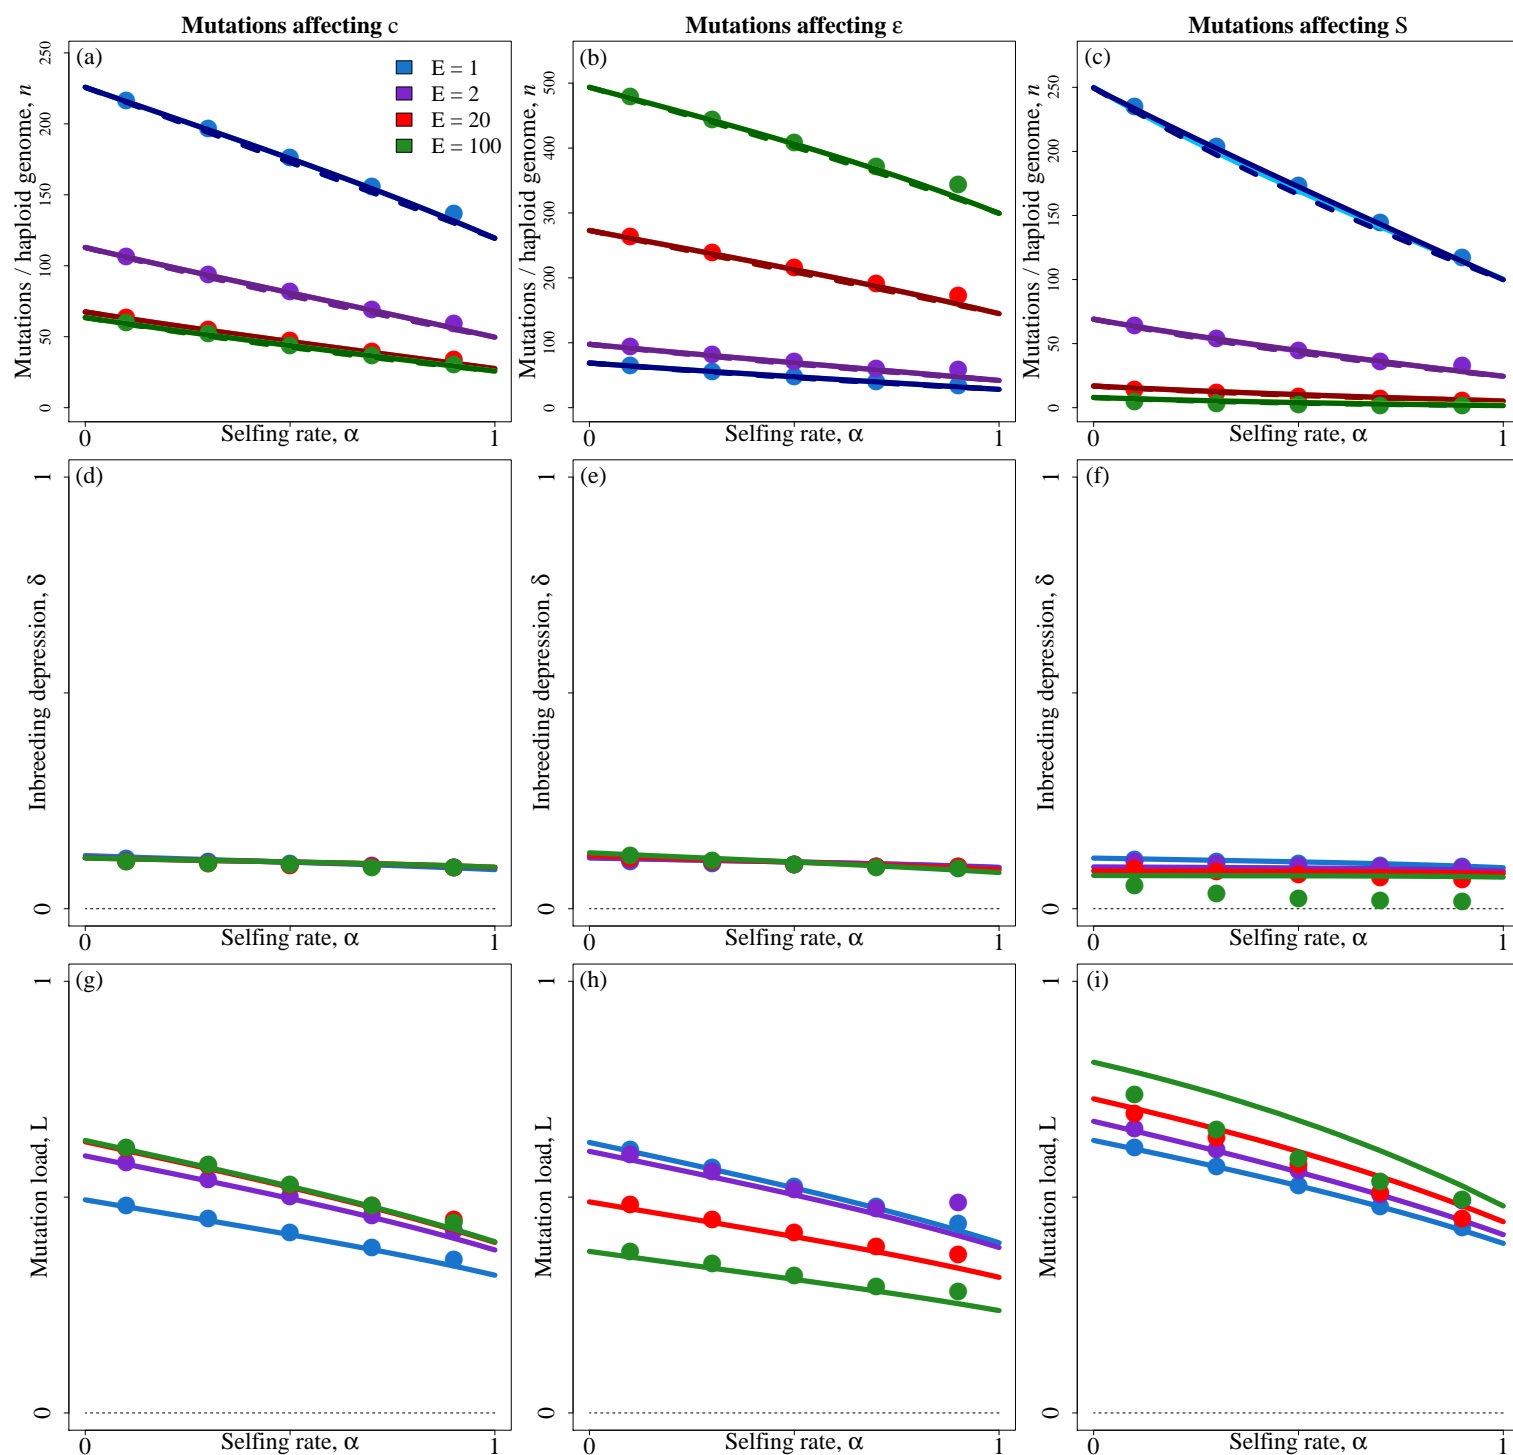 Mutations affecting c
Mutations affecting ε
Mutations affecting S
(a)
E = 1
E = 2
E = 20
E = 100
Mutations / haploid genome, n
0
50
100
150
200
250
0
Selfing rate, α
1
(b)
Mutations / haploid genome, n
0
100
200
300
400
500
0
Selfing rate, α
1
(c)
Mutations / haploid genome, n
0
50
100
150
200
250
0
Selfing rate, α
1
(d)
Inbreeding depression, δ
0
1
0
Selfing rate, α
1
(e)
Inbreeding depression, δ
0
1
0
Selfing rate, α
1
(f)
Inbreeding depression, δ
0
1
0
Selfing rate, α
1
(g)
Mutation load, L
0
1
0
Selfing rate, α
1
(h)
Mutation load, L
0
1
0
Selfing rate, α
1
(i)
Mutation load, L
0
1
0
Selfing rate, α
1